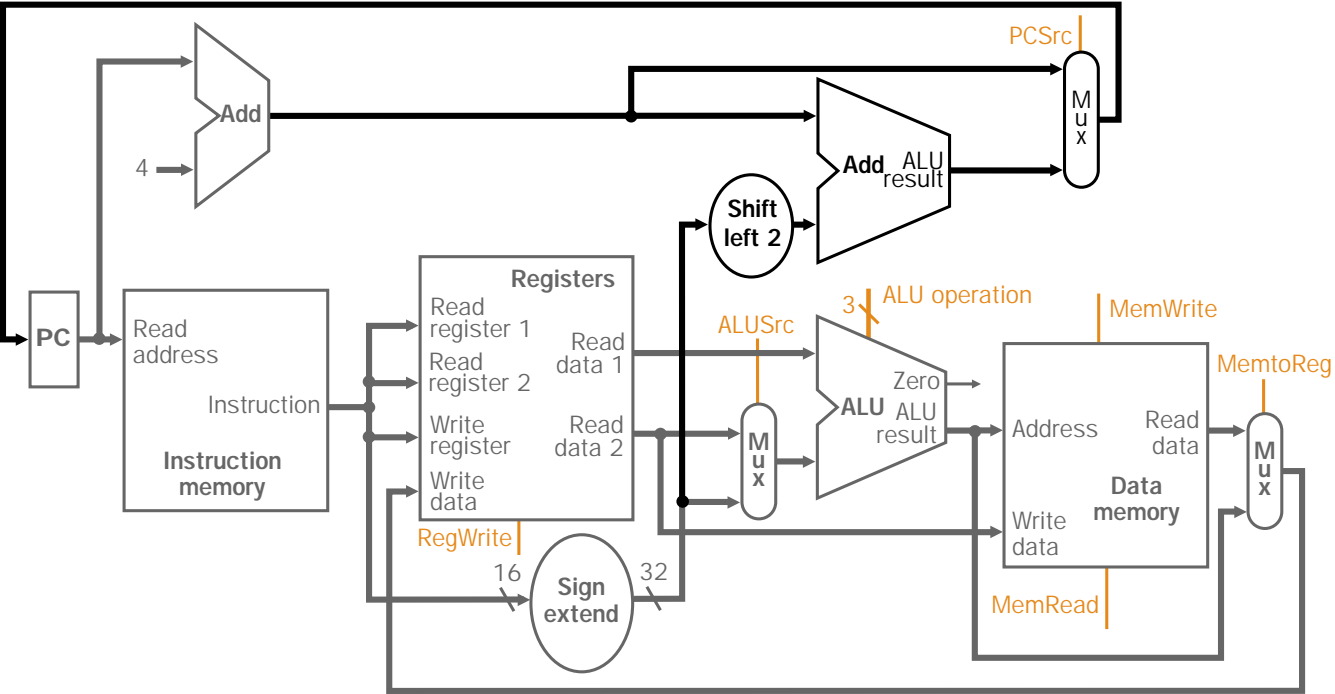 PCSrc
M
u
x
Add
4
Add
ALU
result
Shift
left 2
PC
Read
address
Instruction
Instruction
memory
Registers
Read
register 1
Read
register 2
Write
register
Write
data
Read
data 1
Read
data 2
RegWrite
16
Sign
extend
32
ALUSrc
M
u
x
3
ALU operation
Zero
ALU
ALU
result
MemWrite
Address
Read
data
Data
memory
Write
data
MemRead
MemtoReg
M
u
x